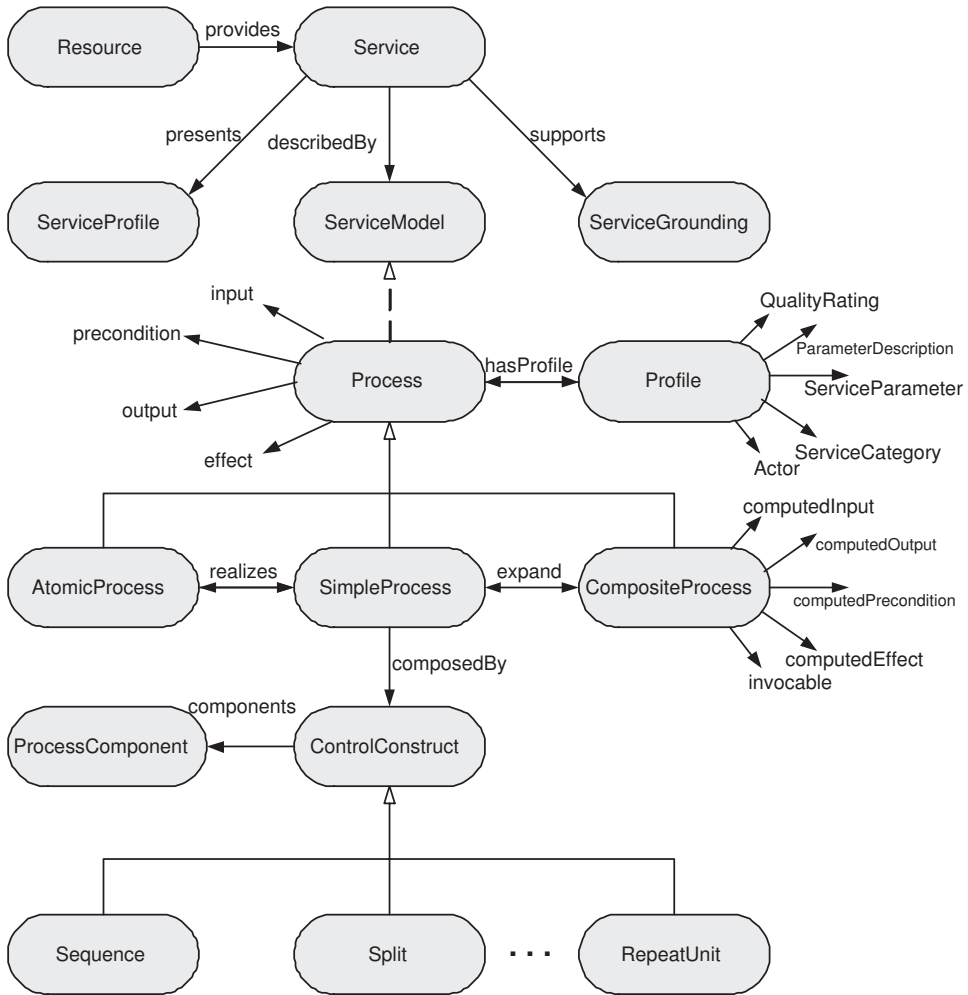 provides
Resource
Service
presents
describedBy
supports
ServiceProfile
ServiceModel
ServiceGrounding
input
QualityRating
precondition
ParameterDescription
hasProfile
Process
Profile
ServiceParameter
output
effect
ServiceCategory
Actor
computedInput
computedOutput
realizes
expand
AtomicProcess
SimpleProcess
CompositeProcess
computedPrecondition
composedBy
computedEffect
invocable
components
ProcessComponent
ControlConstruct
Sequence
Split
. . .
RepeatUnit